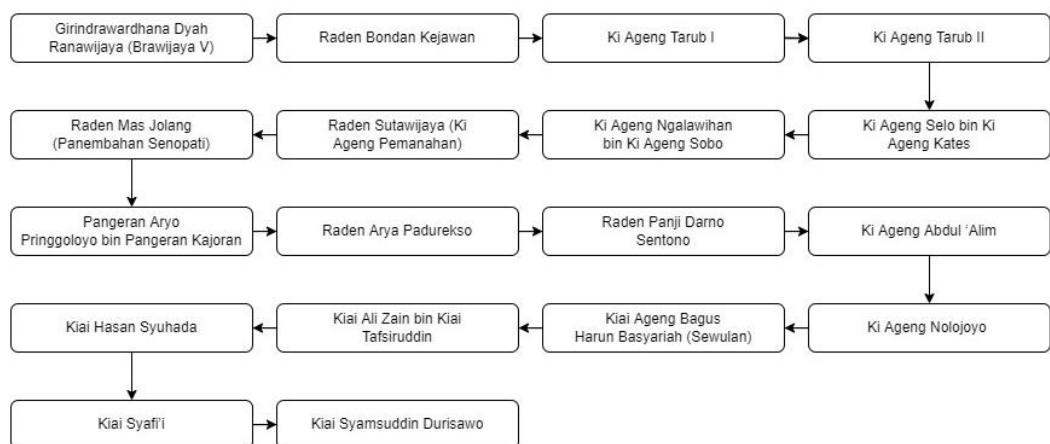 Girindrawardhana Dyah
Ranawijaya (Brawijaya V)
Raden Bondan Kejawan
Ki Ageng Tarub I
Ki Ageng Tarub II
Ki Ageng Selo bin Ki
Ageng Kates
Ki Ageng Ngalawihan
bin Ki Ageng Sobo
Raden Sutawijaya (Ki
Ageng Pemanahan)
Raden Mas Jolang
(Panembahan Senopati)
Pangeran Aryo
Pringgoloyo bin Pangeran Kajoran
Raden Arya Padurekso
Raden Panji Darno
Sentono
Ki Ageng Abdul ‘Alim
Ki Ageng Nolojoyo
Kiai Ageng Bagus
Harun Basyariah (Sewulan)
Kiai Ali Zain bin Kiai
Tafsiruddin
Kiai Hasan Syuhada
Kiai Syafi'i
Kiai Syamsuddin Durisawo